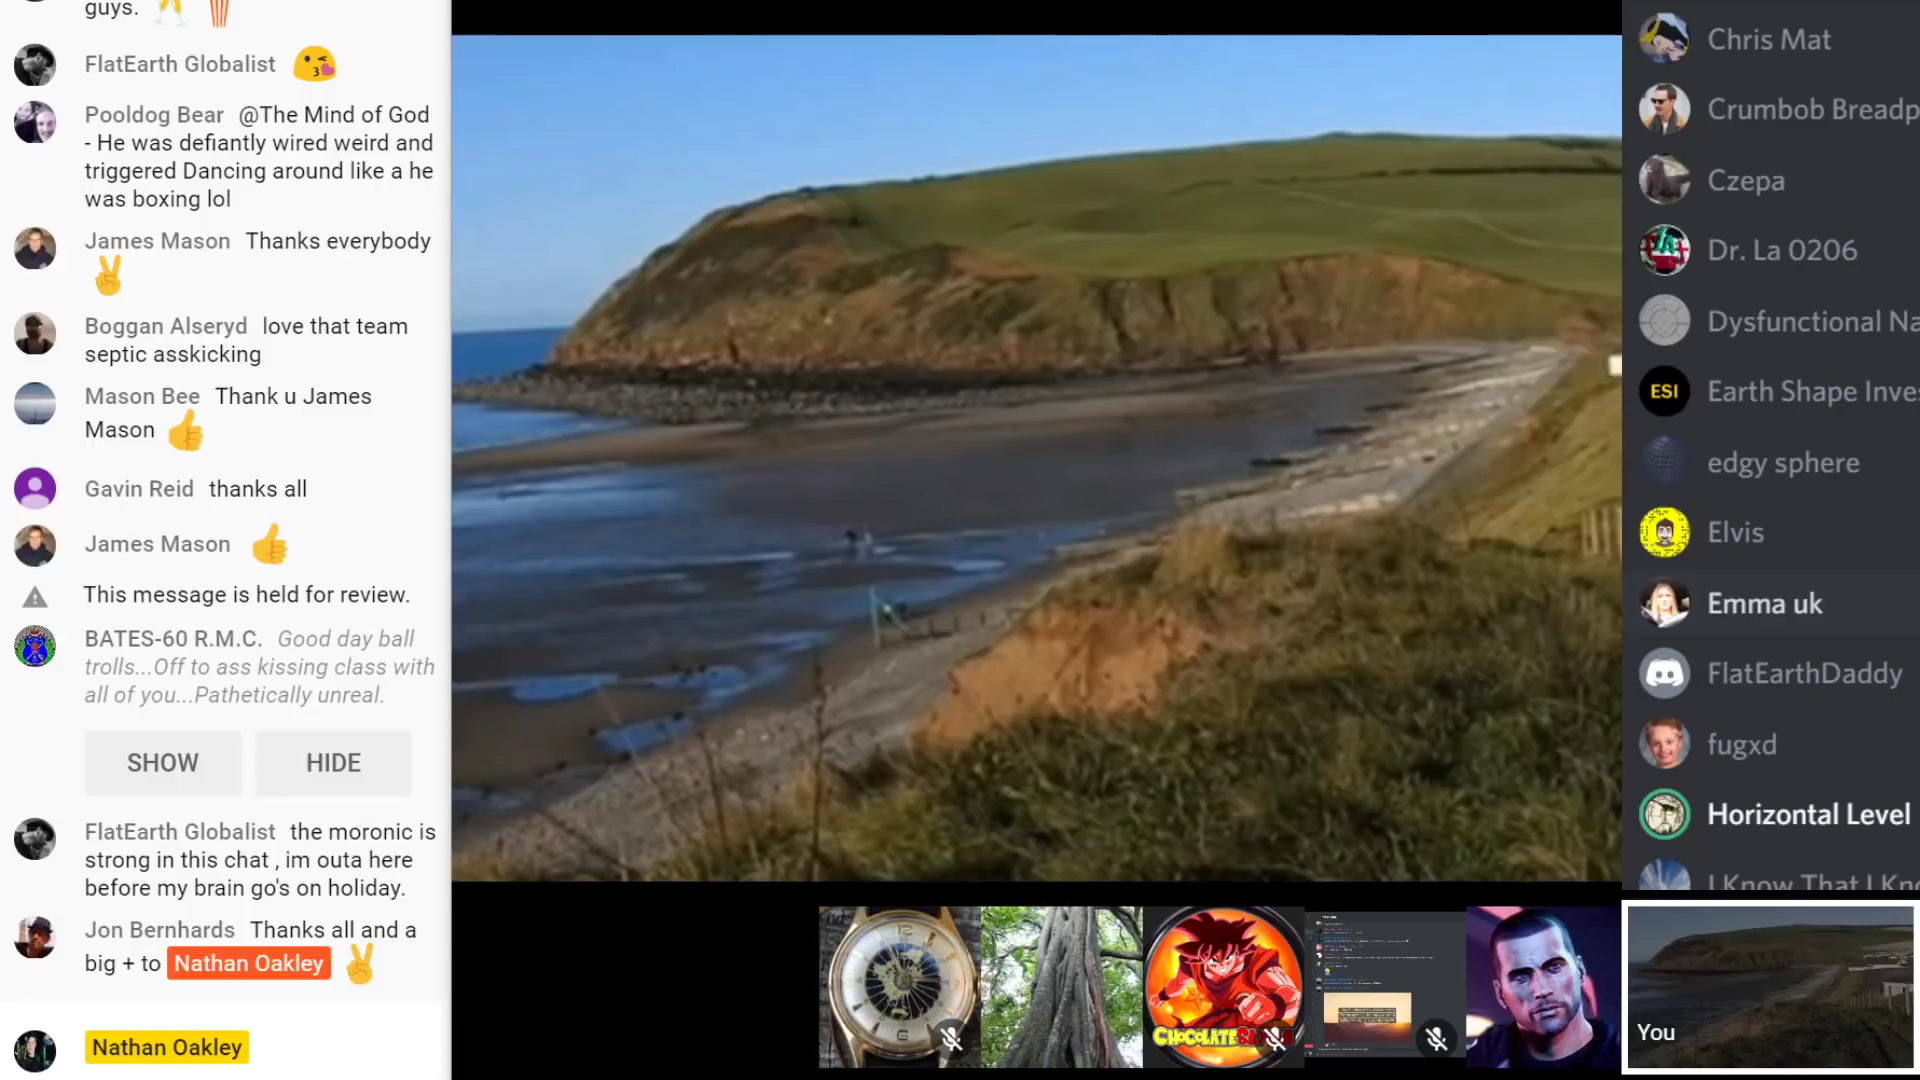 guys.
FlatEarth Globalist
Pooldog Bear @The Mind of God
- He was defiantly wired weird and
triggered Dancing around like a he
was boxing lol
James Mason Thanks everybody
Boggan Alseryd love that team
septic asskicking
Mason Bee Thank u James
Mason
Gavin Reid thanks all
James Mason
This message is held for review.
BATES-60 R.M.C. Good day ball
trolls...Off to ass kissing class with
all of you...Pathetically unreal.
SHOW HIDE
FlatEarth Globalist the moronic is
strong in this chat , im outa here
before my brain go's on holiday.
Jon Bernhards Thanks all and a
big + to Nathan Oakley
Nathan Oakley
Chris Mat
Crumbob Breadp
Czepa
Dr. La 0206
Dysfunctional Na
ESI
Earth Shape Inves
edgy sphere
Elvis
Emma uk
FlatEarthDaddy
fugxd
Horizontal Level
I Know That I Kno
You